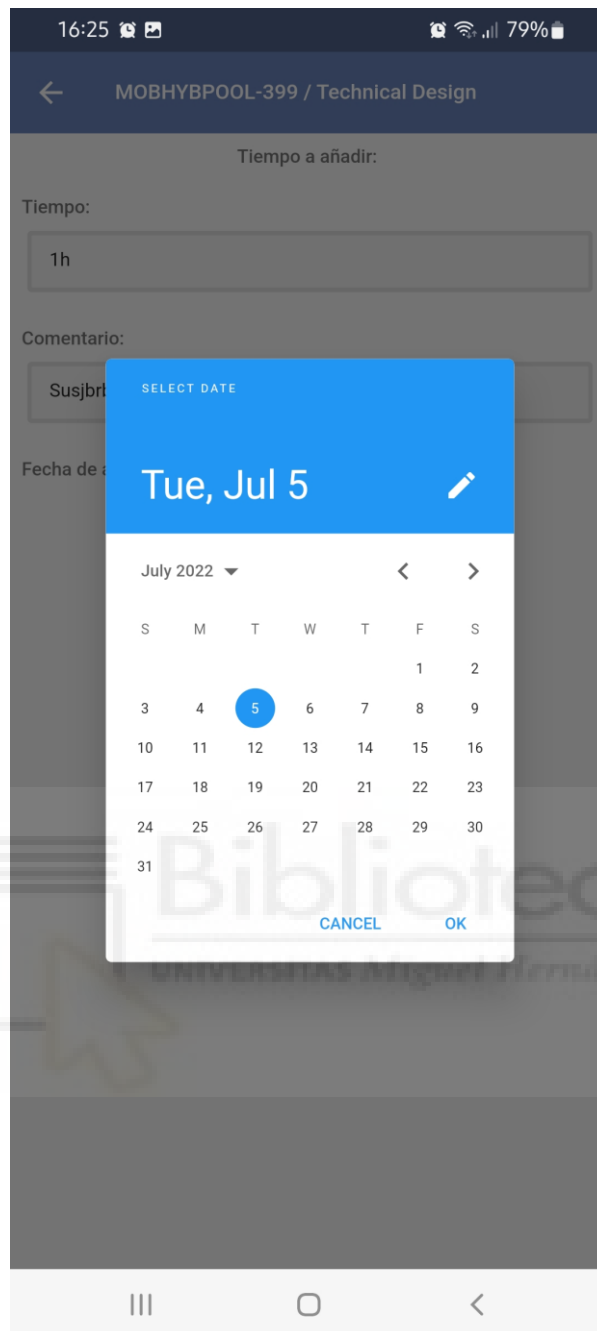 16:25 79%
MOBHYBPOOL-399 / Technical Design
Tiempo a añadir:
Tiempo:
1h
Comentario:
Susjbrb
Fecha de a
SELECT DATE
Tue, Jul 5
July 2022
S M T W T F S
1 2
3 4 5 6 7 8 9
10 11 12 13 14 15 16
17 18 19 20 21 22 23
24 25 26 27 28 29 30
31
CANCEL OK
Bibliotec
UNIVERSITAS Miguel Herná